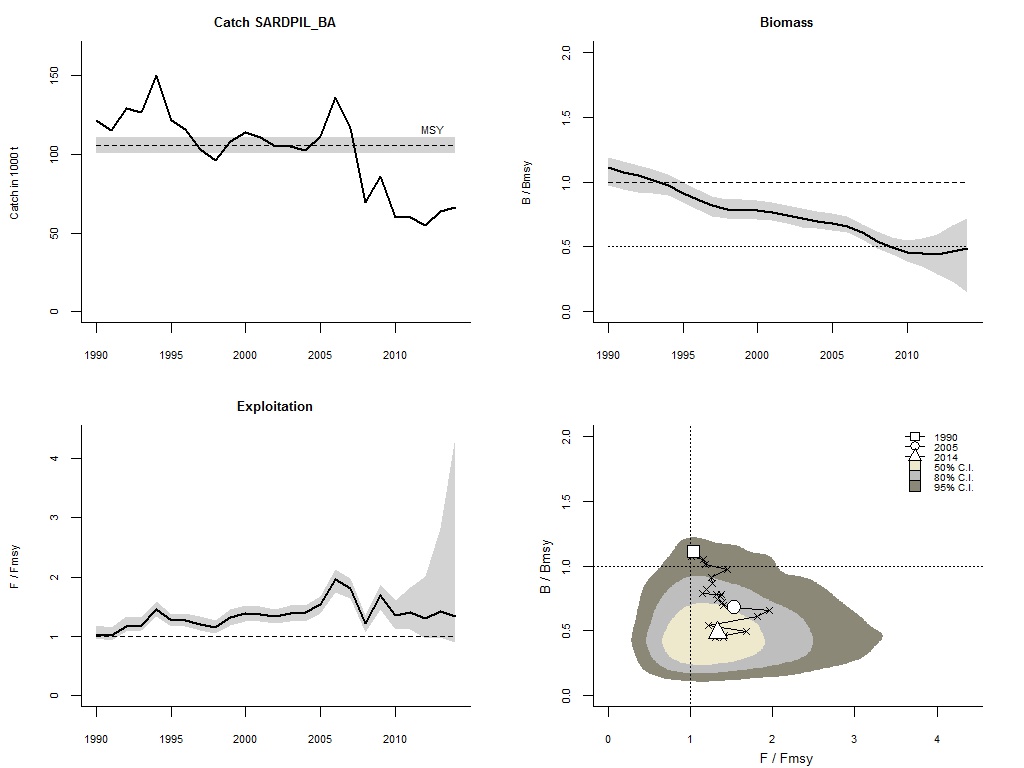 Catch SARDPIL_BA
Catch in 1000 t
150
100
50
0
MSY
1990 1995 2000 2005 2010
Biomass
B / Bmsy
2.0
1.5
1.0
0.5
0.0
1990 1995 2000 2005 2010
Exploitation
F / Fmsy
4
3
2
1
0
1990 1995 2000 2005 2010
B / Bmsy
2.0
1.5
1.0
0.5
0.0
1990
2005
2014
50% C.I.
80% C.I.
95% C.I.
0 1 2 3 4
F / Fmsy